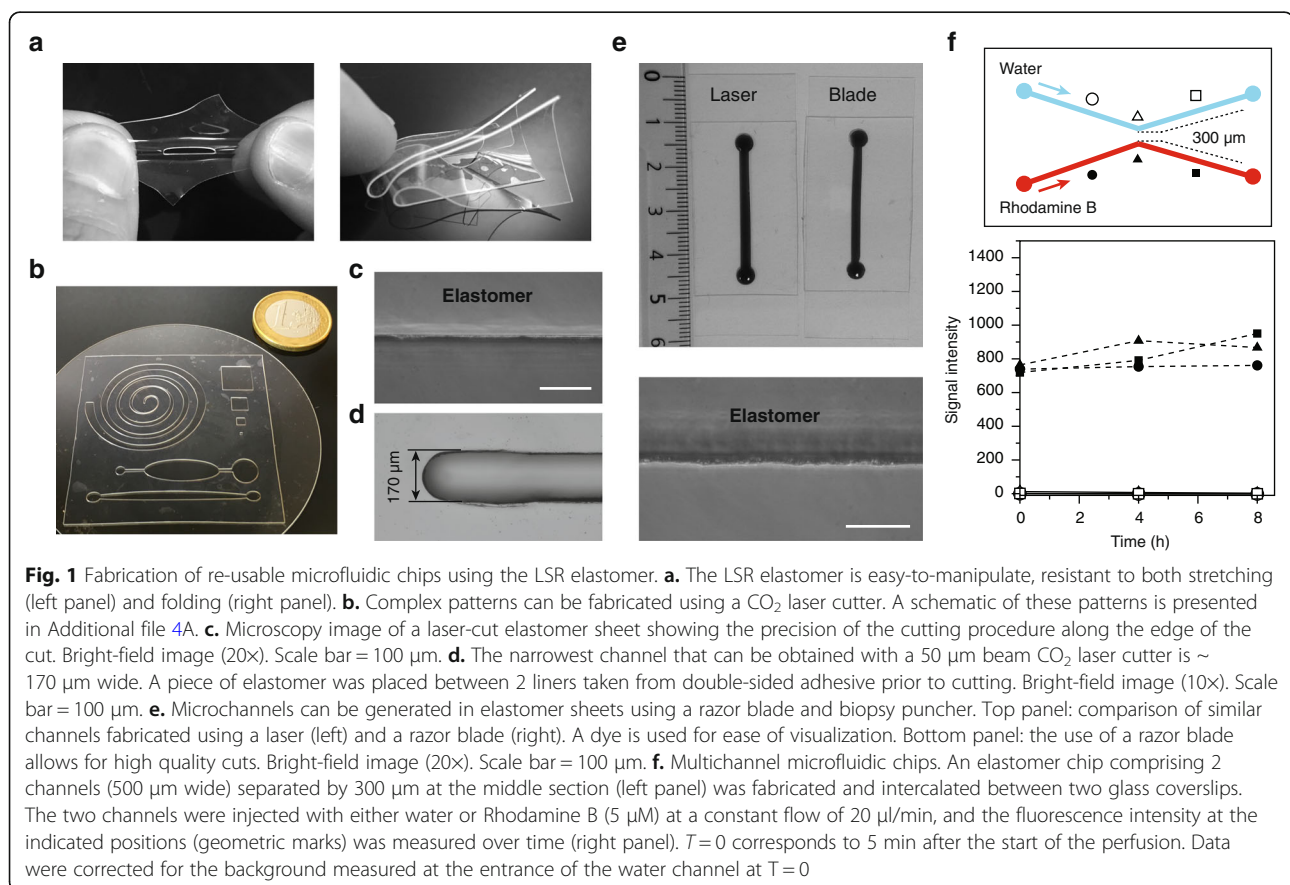 a
b
170 μm
c
Elastomer
d
e
0
1
2
3
4
5
6
Laser
Blade
Elastomer
f
Water
300 μm
Rhodamine B
1400
1200
1000
800
600
400
200
0
Signal intensity
0
2
4
6
8
Time (h)
Fig. 1 Fabrication of re-usable microfluidic chips using the LSR elastomer. a. The LSR elastomer is easy-to-manipulate, resistant to both stretching
(left panel) and folding (right panel). b. Complex patterns can be fabricated using a CO₂ laser cutter. A schematic of these patterns is presented
in Additional file 4A. c. Microscopy image of a laser-cut elastomer sheet showing the precision of the cutting procedure along the edge of the
cut. Bright-field image (20×). Scale bar = 100 μm. d. The narrowest channel that can be obtained with a 50 μm beam CO₂ laser cutter is ~
170 μm wide. A piece of elastomer was placed between 2 liners taken from double-sided adhesive prior to cutting. Bright-field image (10×). Scale
bar = 100 μm. e. Microchannels can be generated in elastomer sheets using a razor blade and biopsy puncher. Top panel: comparison of similar
channels fabricated using a laser (left) and a razor blade (right). A dye is used for ease of visualization. Bottom panel: the use of a razor blade
allows for high quality cuts. Bright-field image (20×). Scale bar = 100 μm. f. Multichannel microfluidic chips. An elastomer chip comprising 2
channels (500 μm wide) separated by 300 μm at the middle section (left panel) was fabricated and intercalated between two glass coverslips.
The two channels were injected with either water or Rhodamine B (5 μM) at a constant flow of 20 μl/min, and the fluorescence intensity at the
indicated positions (geometric marks) was measured over time (right panel). T = 0 corresponds to 5 min after the start of the perfusion. Data
were corrected for the background measured at the entrance of the water channel at T = 0